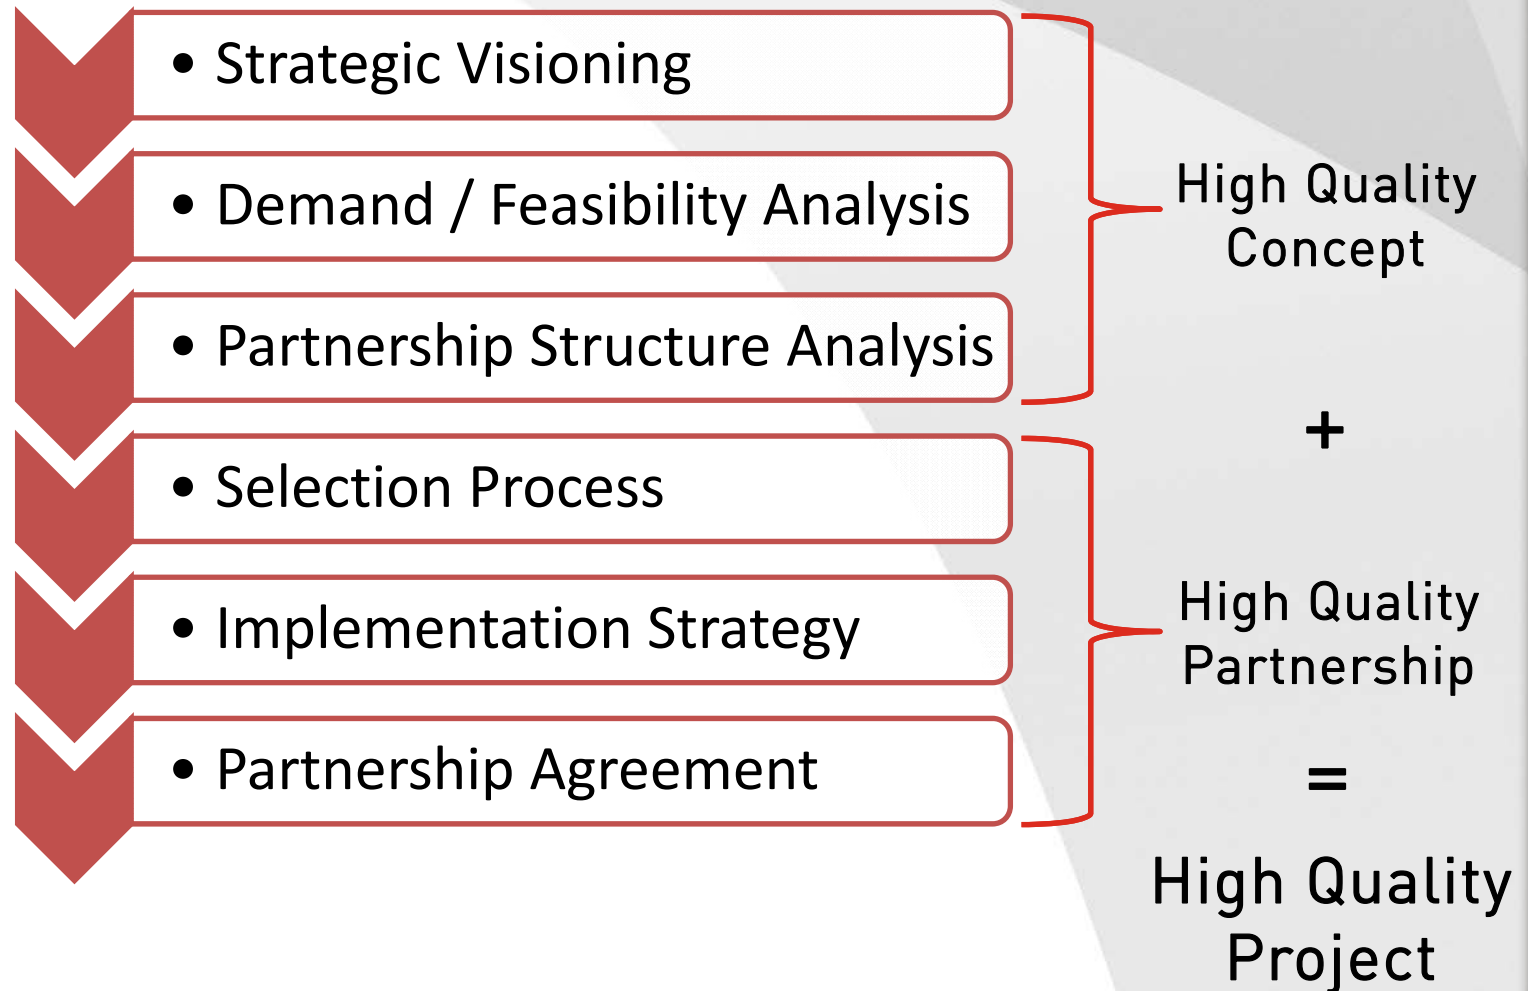 • Strategic Visioning
• Demand / Feasibility Analysis
• Partnership Structure Analysis
• Selection Process
• Implementation Strategy
• Partnership Agreement
High Quality
Concept
+
High Quality
Partnership
=
High Quality
Project